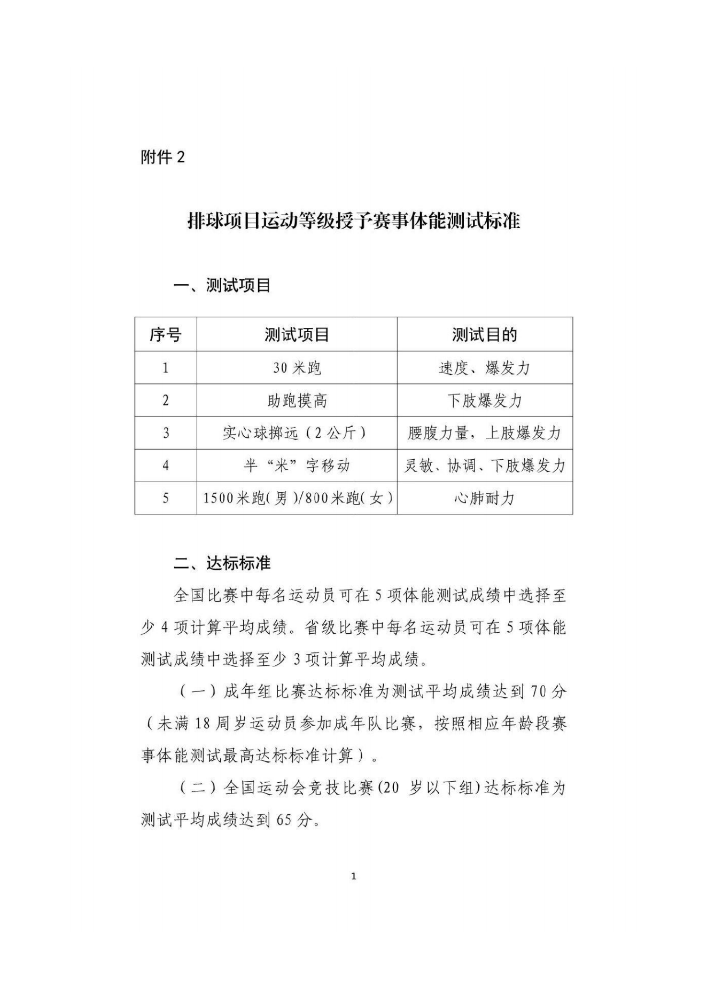 附件2
排球项目运动等级授予赛事体能测试标准
一、测试项目
序号 测试项目 测试目的
1 30米跑 速度、爆发力
2 助跑摸高 下肢爆发力
3 实心球掷远（2公斤） 腰腹力量，上肢爆发力
4 半“米”字移动 灵敏、协调、下肢爆发力
5 1500米跑(男)/800米跑(女) 心肺耐力
二、达标标准
全国比赛中每名运动员可在5项体能测试成绩中选择至
少4项计算平均成绩。省级比赛中每名运动员可在5项体能
测试成绩中选择至少3项计算平均成绩。
（一）成年组比赛达标标准为测试平均成绩达到70分
（未满18周岁运动员参加成年队比赛，按照相应年龄段赛
事体能测试最高达标标准计算）。
（二）全国运动会竞技比赛(20 岁以下组)达标标准为
测试平均成绩达到65分。
1